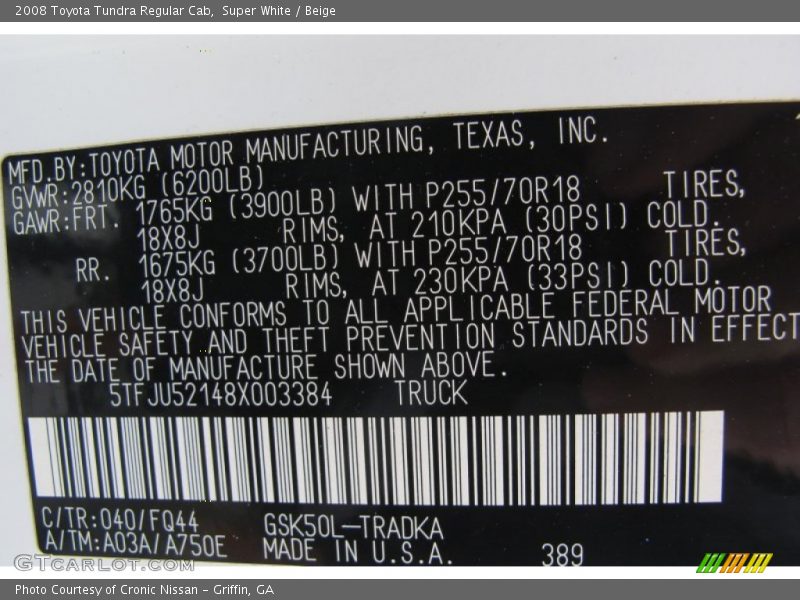 2008 Toyota Tundra Regular Cab, Super White / Beige
MFD.BY:TOYOTA MOTOR MANUFACTURING, TEXAS, INC.
GVWR:2810KG (6200LB)
GAWR:FRT. 1765KG (3900LB) WITH P255/70R18 TIRES,
18X8J RIMS, AT 210KPA (30PSI) COLD.
RR. 1675KG (3700LB) WITH P255/70R18 TIRES,
18X8J RIMS, AT 230KPA (33PSI) COLD.
THIS VEHICLE CONFORMS TO ALL APPLICABLE FEDERAL MOTOR
VEHICLE SAFETY AND THEFT PREVENTION STANDARDS IN EFFECT
THE DATE OF MANUFACTURE SHOWN ABOVE.
5TFJU52148X003384 TRUCK
C/TR:040/FQ44 GSK50L-TRADKA
A/TM:A03A/A750E MADE IN U.S.A. 389
GTCarLot.com
Photo Courtesy of Cronic Nissan - Griffin, GA